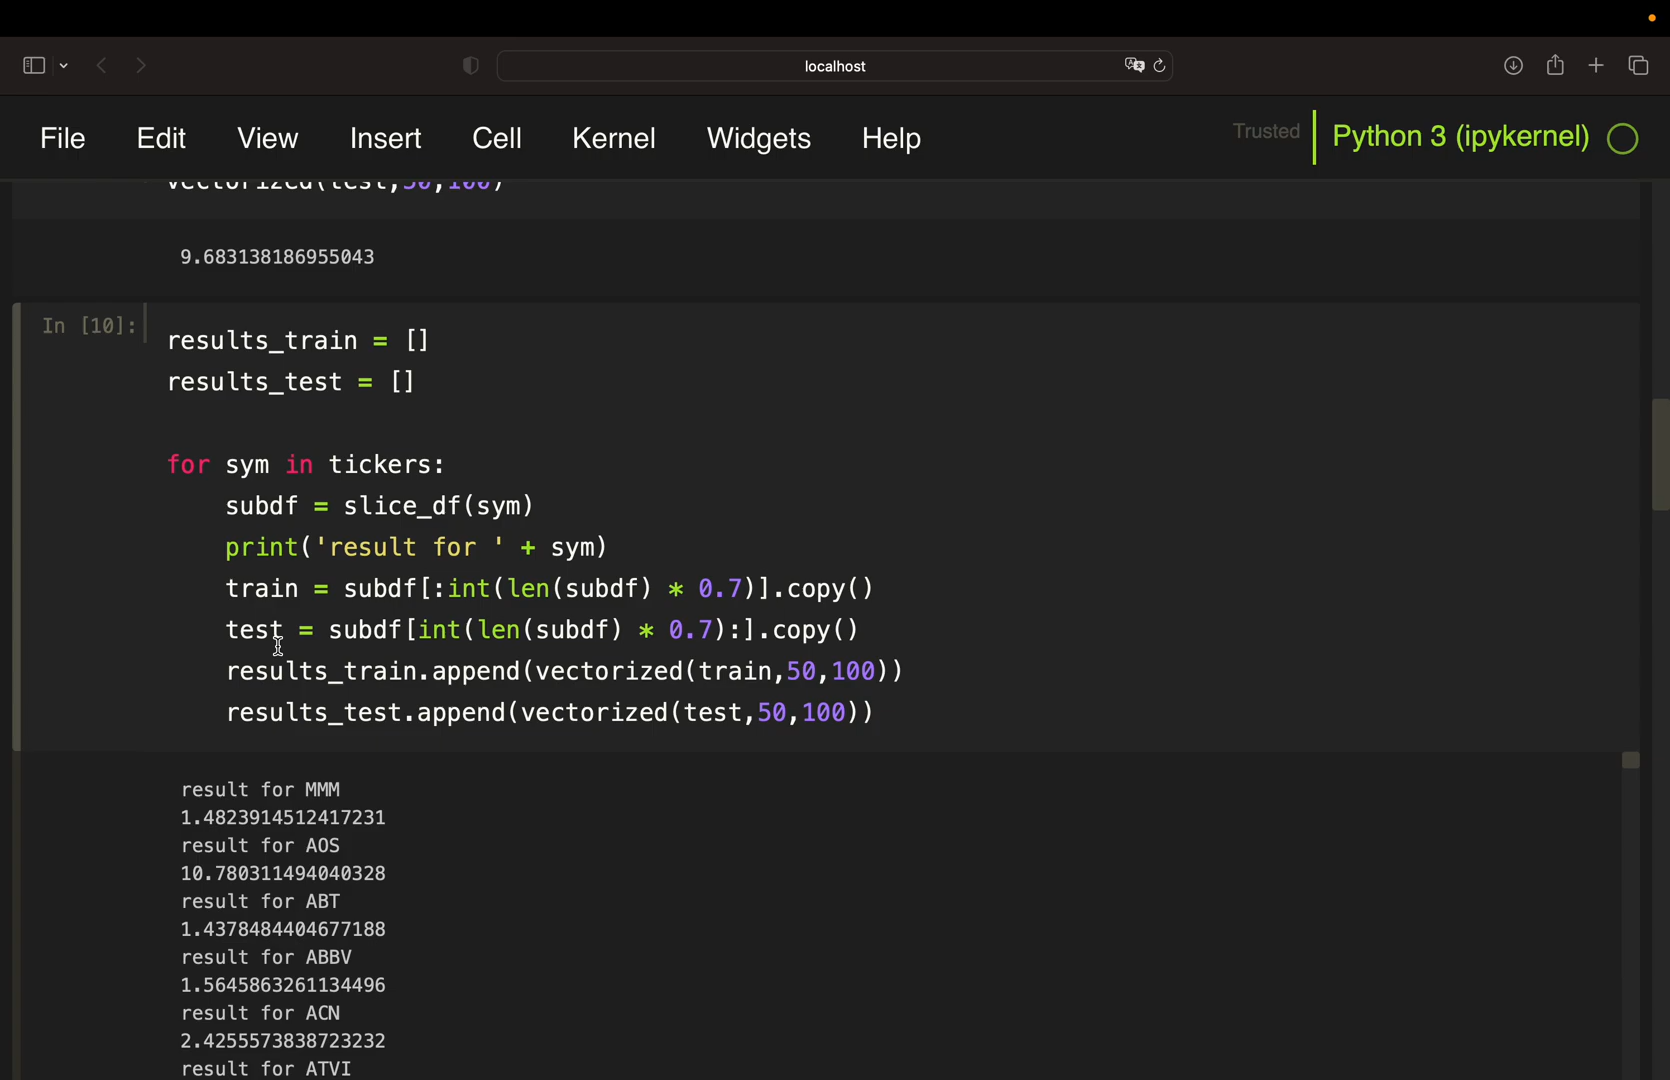 localhost
File Edit View Insert Cell Kernel Widgets Help Trusted Python 3 (ipykernel)
vectorized(test,50,100)
9.683138186955043
In [10]:
results_train = []
results_test = []
for sym in tickers:
subdf = slice_df(sym)
print('result for ' + sym)
train = subdf[:int(len(subdf) * 0.7)].copy()
test = subdf[int(len(subdf) * 0.7):].copy()
results_train.append(vectorized(train,50,100))
results_test.append(vectorized(test,50,100))
result for MMM
1.4823914512417231
result for AOS
10.780311494040328
result for ABT
1.4378484404677188
result for ABBV
1.5645863261134496
result for ACN
2.4255573838723232
result for ATVI